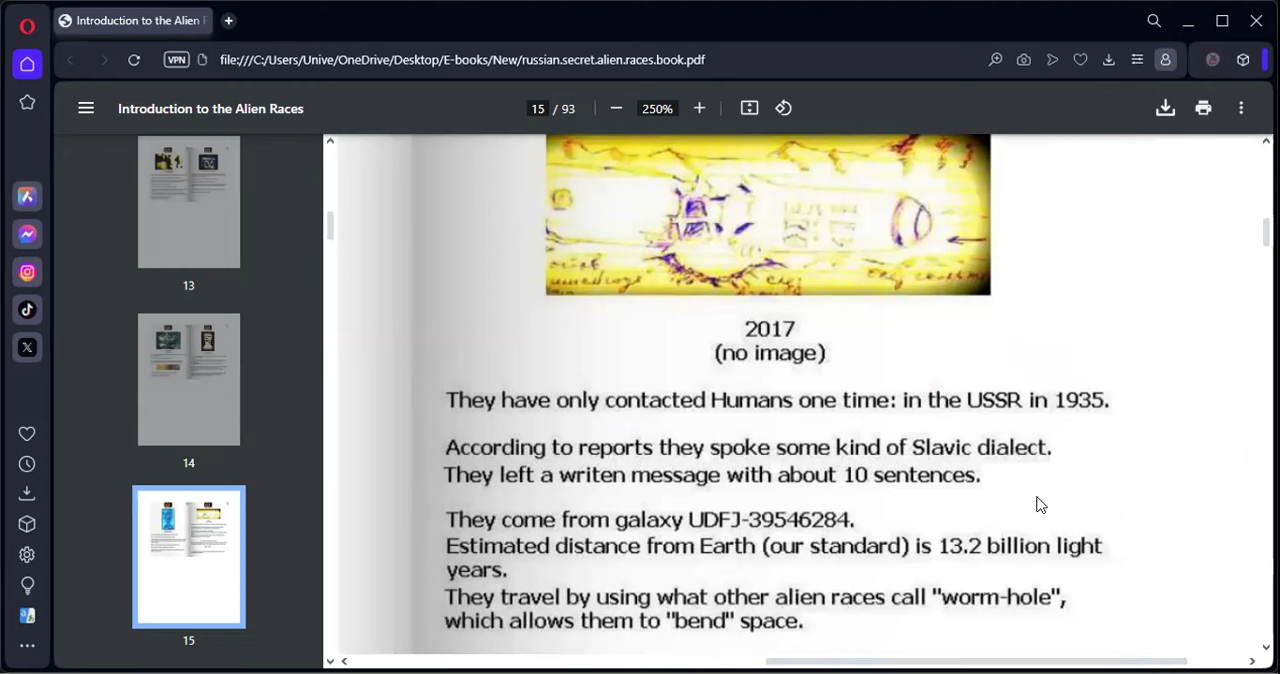 Introduction to the Alien R
VPN
file:///C:/Users/Unive/OneDrive/Desktop/E-books/New/russian.secret.alien.races.book.pdf
Introduction to the Alien Races
15 / 93
250%
13
14
15
2017
(no image)
They have only contacted Humans one time: in the USSR in 1935.
According to reports they spoke some kind of Slavic dialect.
They left a writen message with about 10 sentences.
They come from galaxy UDFJ-39546284.
Estimated distance from Earth (our standard) is 13.2 billion light
years.
They travel by using what other alien races call "worm-hole",
which allows them to "bend" space.